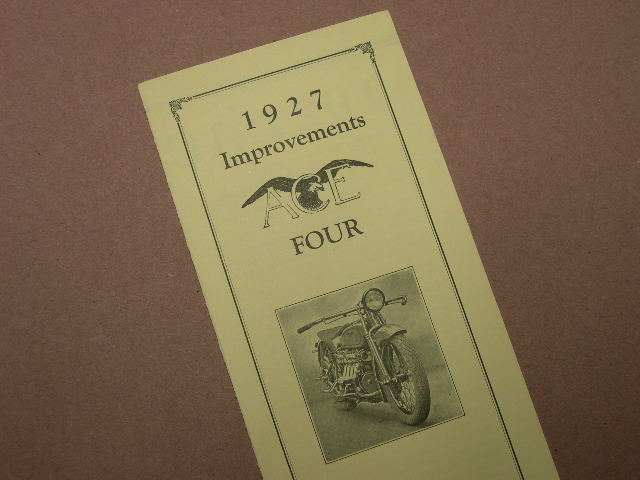 1927
Improvements
ACE
FOUR